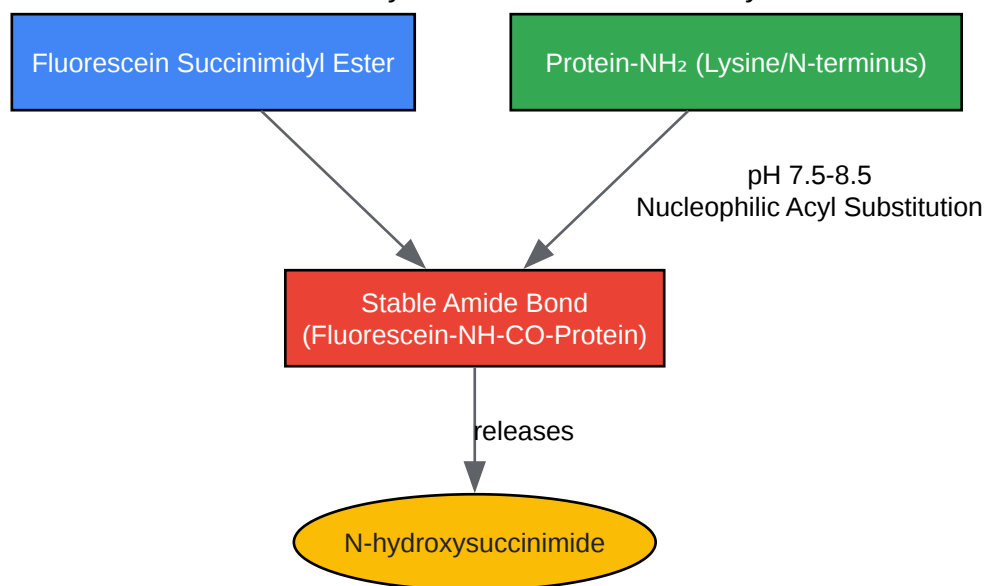 Fluorescein Succinimidyl Ester
Protein-NH₂ (Lysine/N-terminus)
pH 7.5-8.5
Nucleophilic Acyl Substitution
Stable Amide Bond
(Fluorescein-NH-CO-Protein)
releases
N-hydroxysuccinimide